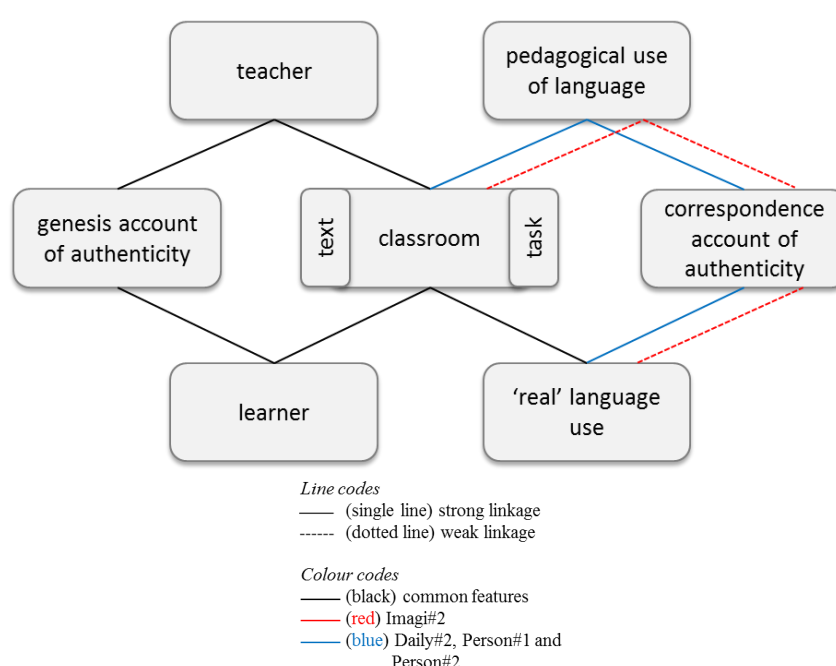 teacher
pedagogical use
of language
genesis account
of authenticity
text
classroom
task
correspondence
account of
authenticity
learner
‘real’ language
use
Line codes
(single line) strong linkage
(dotted line) weak linkage
Colour codes
(black) common features
(red) Imagi#2
(blue) Daily#2, Person#1 and
Person#2